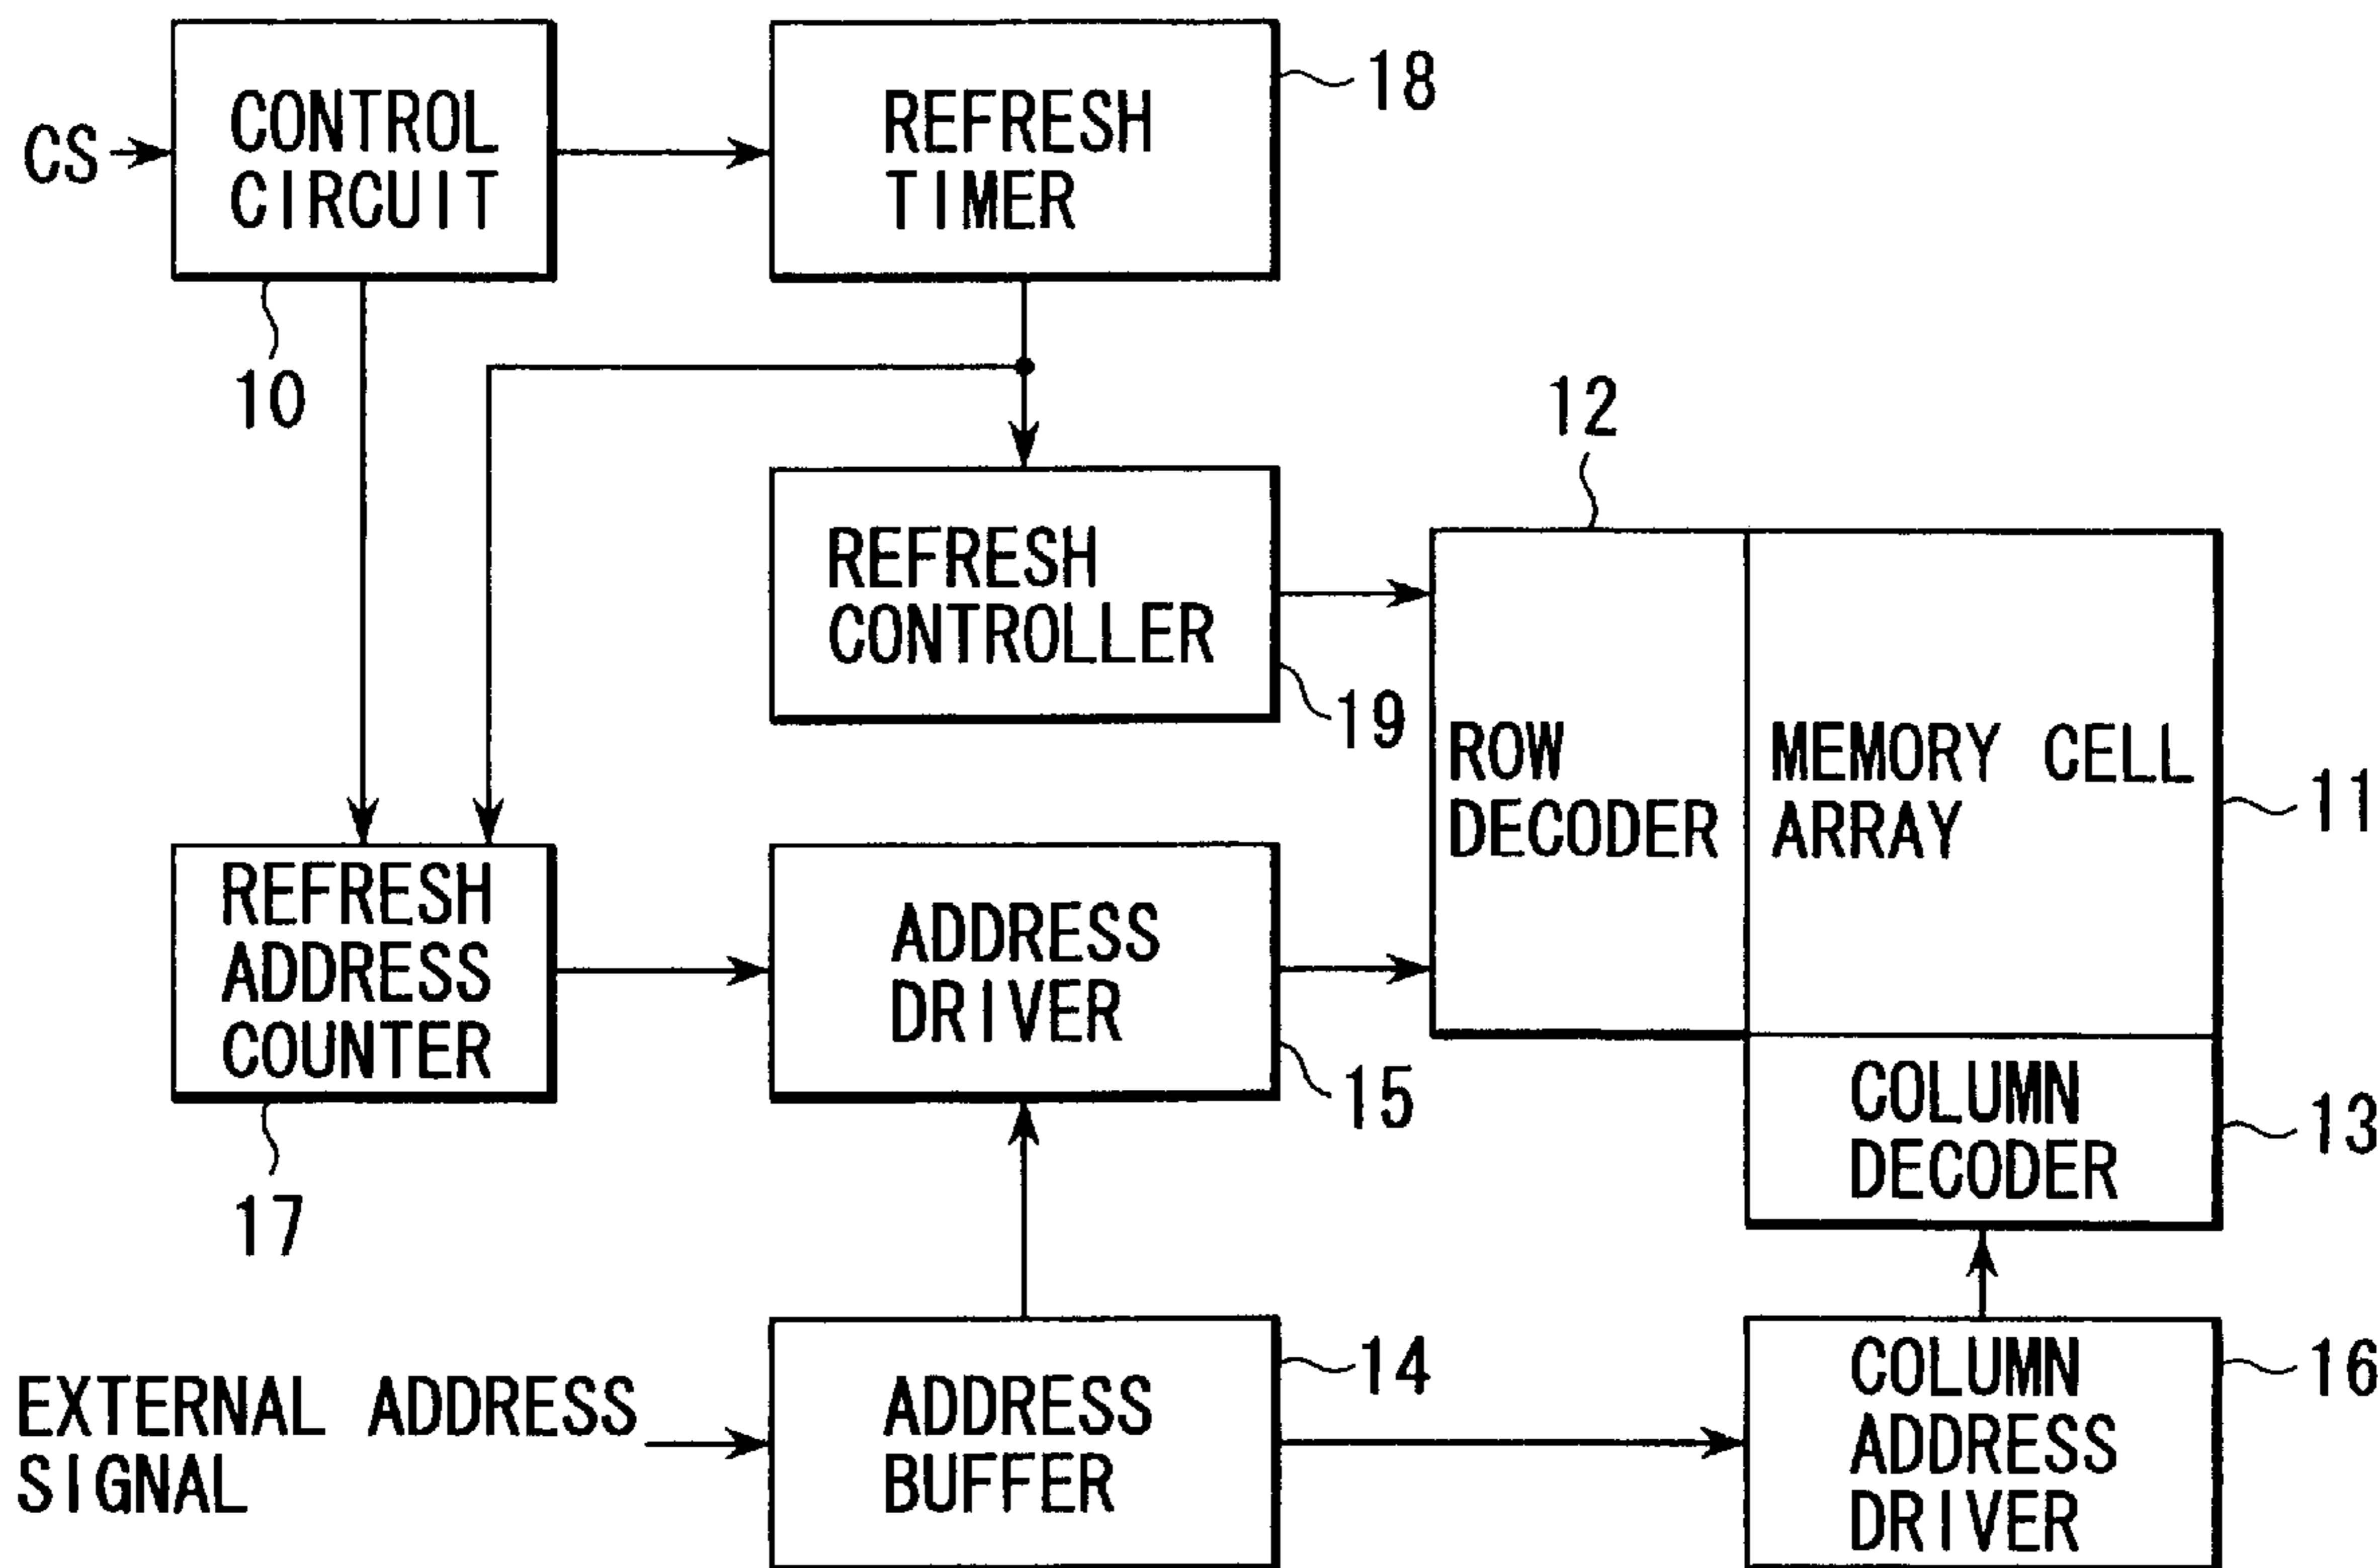 CS
CONTROL
CIRCUIT
10
REFRESH
TIMER
18
REFRESH
CONTROLLER
19
12
ROW
DECODER
MEMORY CELL
ARRAY
11
REFRESH
ADDRESS
COUNTER
17
ADDRESS
DRIVER
15
COLUMN
DECODER
13
EXTERNAL ADDRESS
SIGNAL
ADDRESS
BUFFER
14
COLUMN
ADDRESS
DRIVER
16